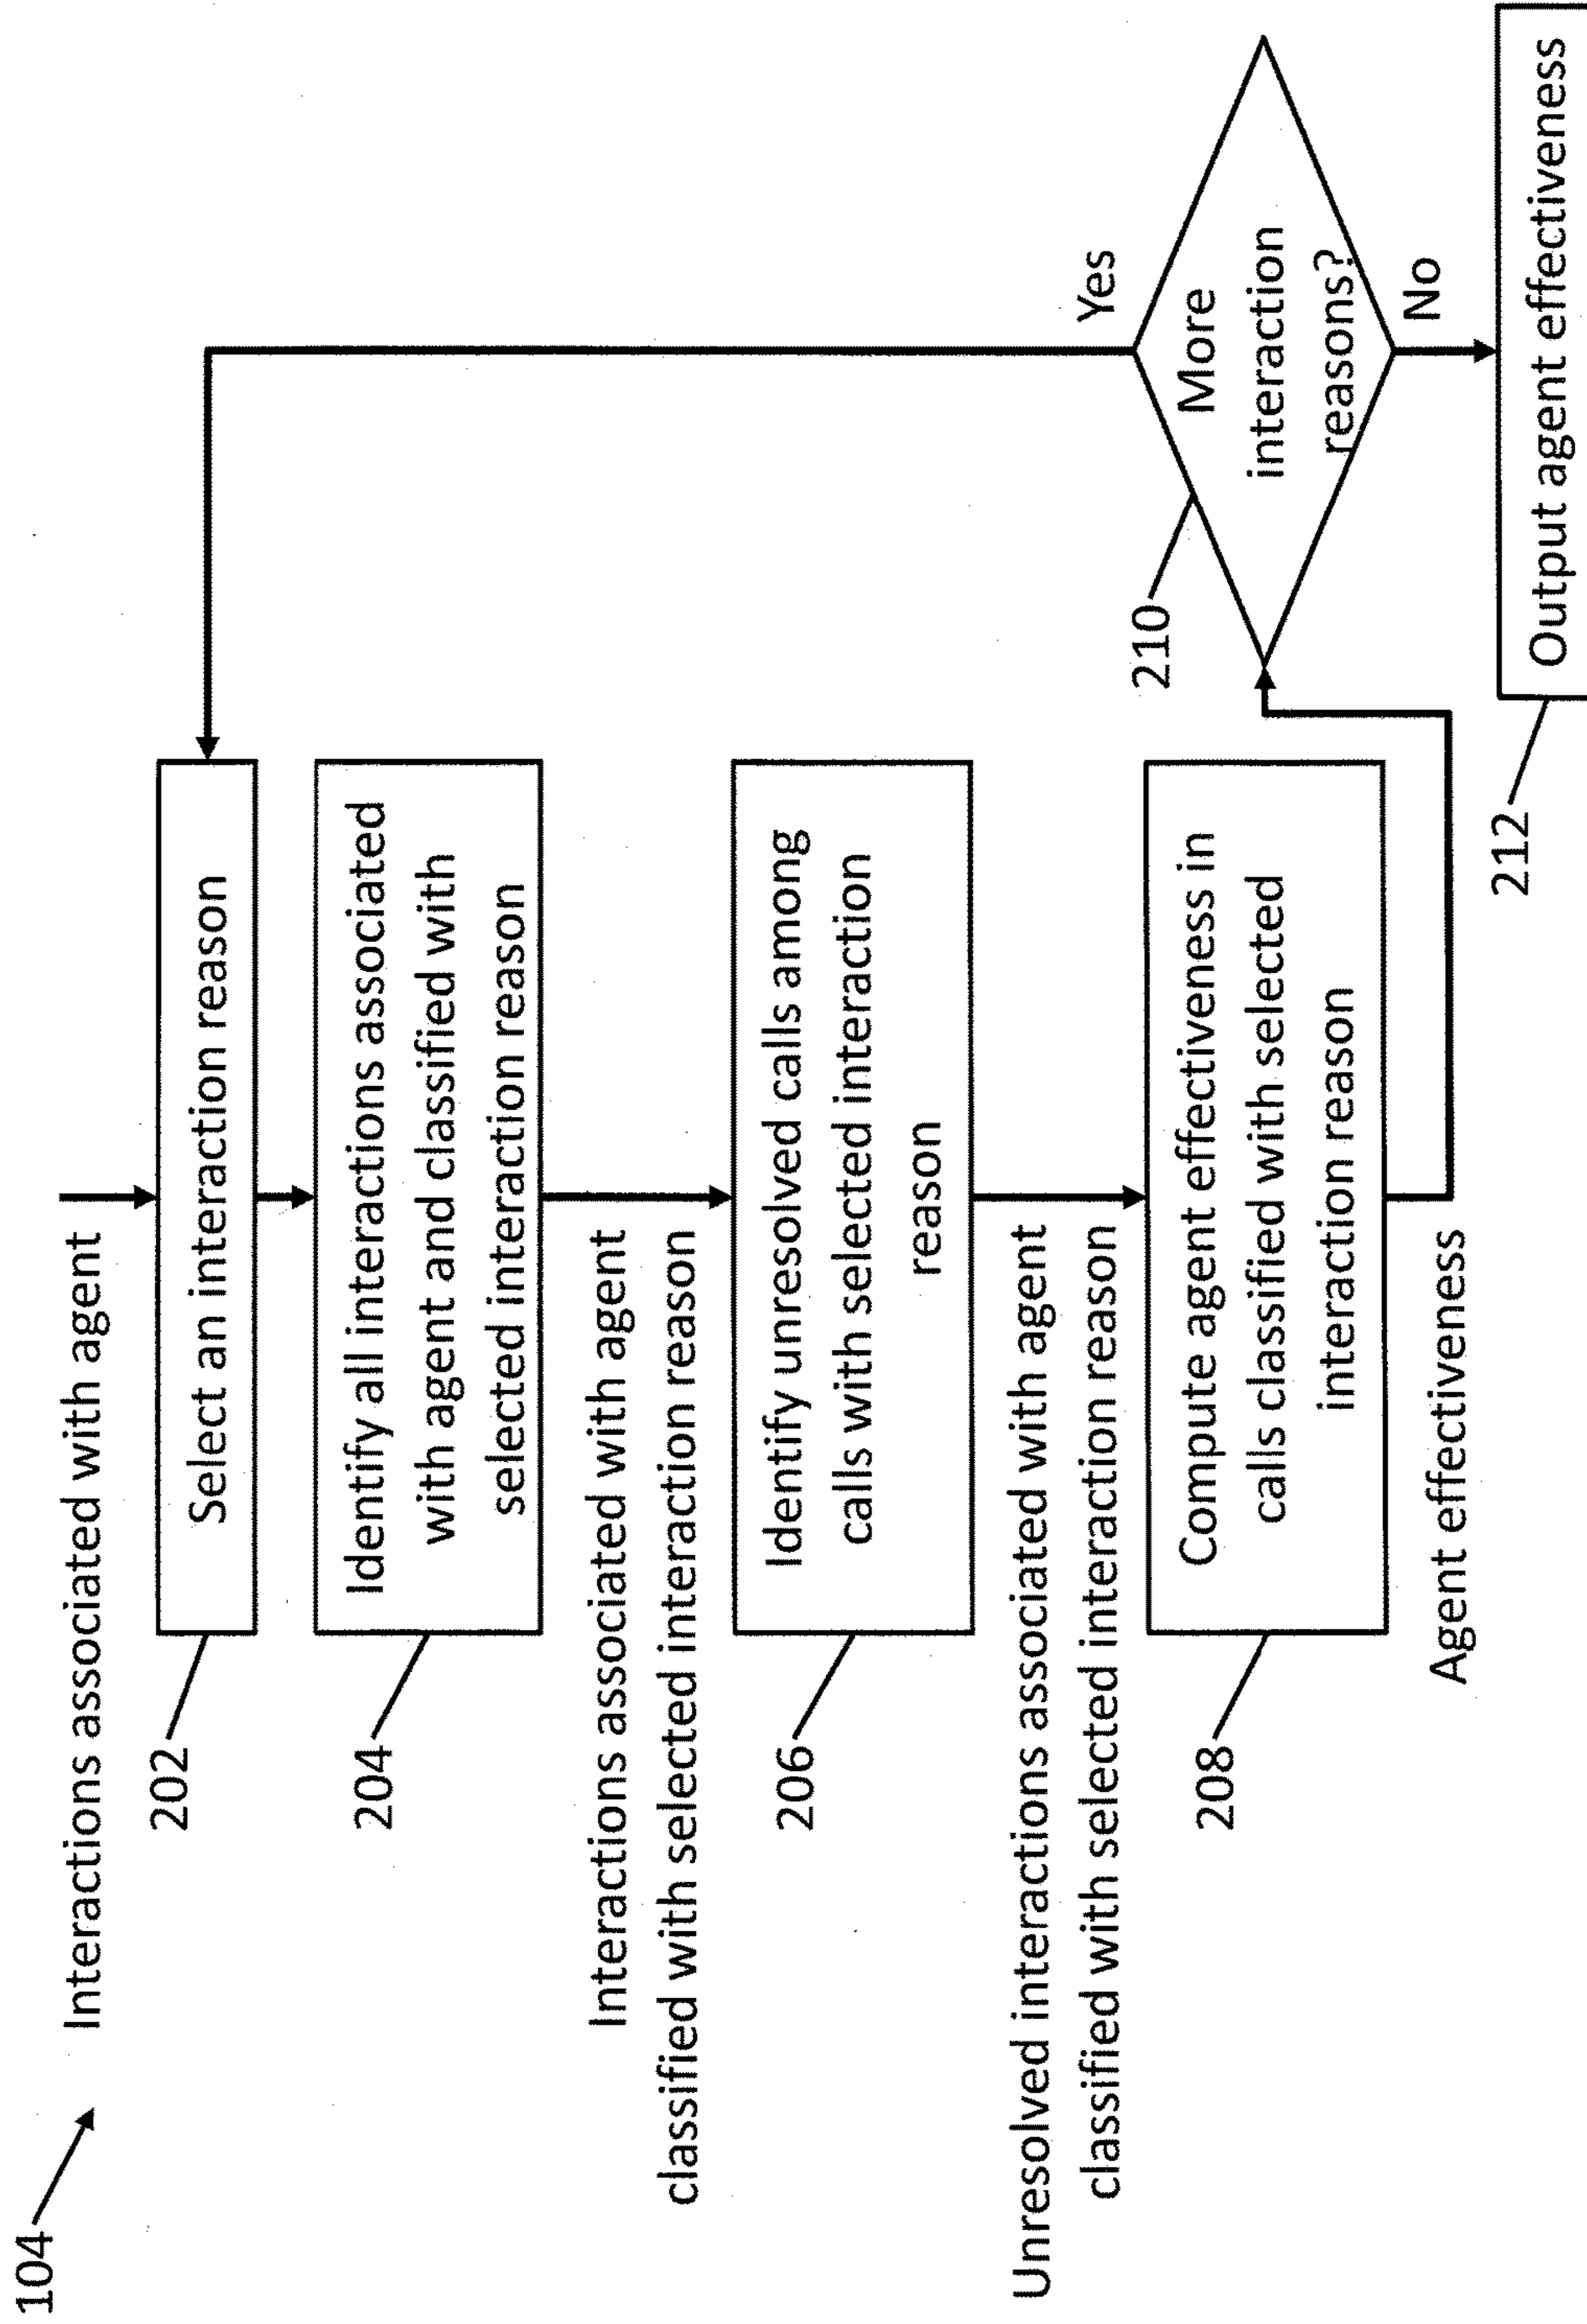 104
Interactions associated with agent
202
Select an interaction reason
204
Identify all interactions associated
with agent and classified with
selected interaction reason
Interactions associated with agent
classified with selected interaction reason
206
Identify unresolved calls among
calls with selected interaction
reason
Unresolved interactions associated with agent
classified with selected interaction reason
208
Compute agent effectiveness in
calls classified with selected
interaction reason
Agent effectiveness
210
More
interaction
reasons?
Yes
No
212
Output agent effectiveness